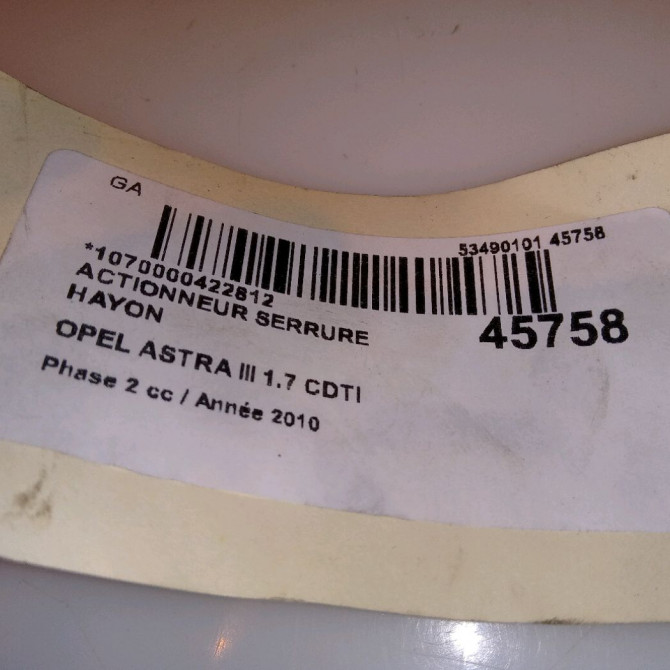 GA
53490101 45758
*1070000422812
45758
ACTIONNEUR SERRURE
HAYON
OPEL ASTRA III 1.7 CDTI
Phase 2 cc / Année 2010